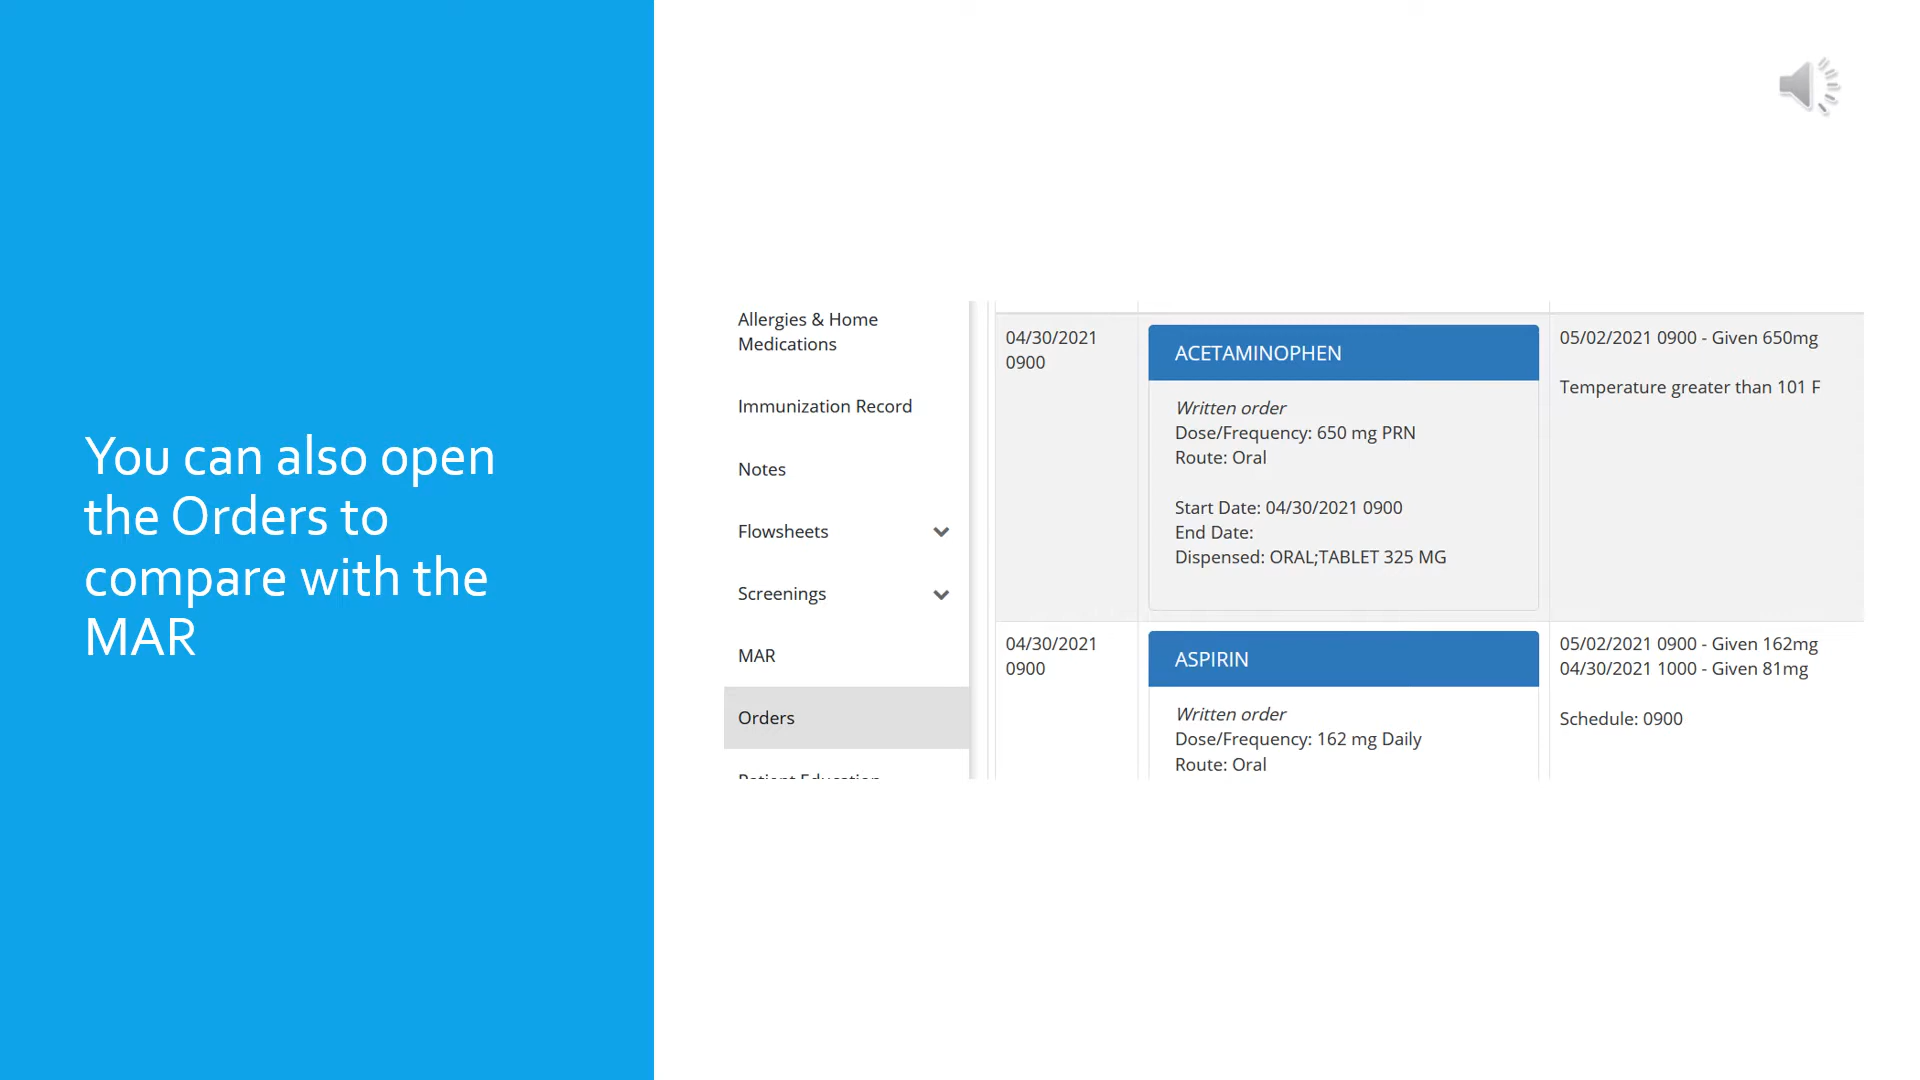 You can also open
the Orders to
compare with the
MAR
Allergies & Home
Medications
Immunization Record
Notes
Flowsheets
Screenings
MAR
Orders
Patient Education
04/30/2021
0900
ACETAMINOPHEN
Written order
Dose/Frequency: 650 mg PRN
Route: Oral
Start Date: 04/30/2021 0900
End Date:
Dispensed: ORAL;TABLET 325 MG
05/02/2021 0900 - Given 650mg
Temperature greater than 101 F
04/30/2021
0900
ASPIRIN
Written order
Dose/Frequency: 162 mg Daily
Route: Oral
05/02/2021 0900 - Given 162mg
04/30/2021 1000 - Given 81mg
Schedule: 0900